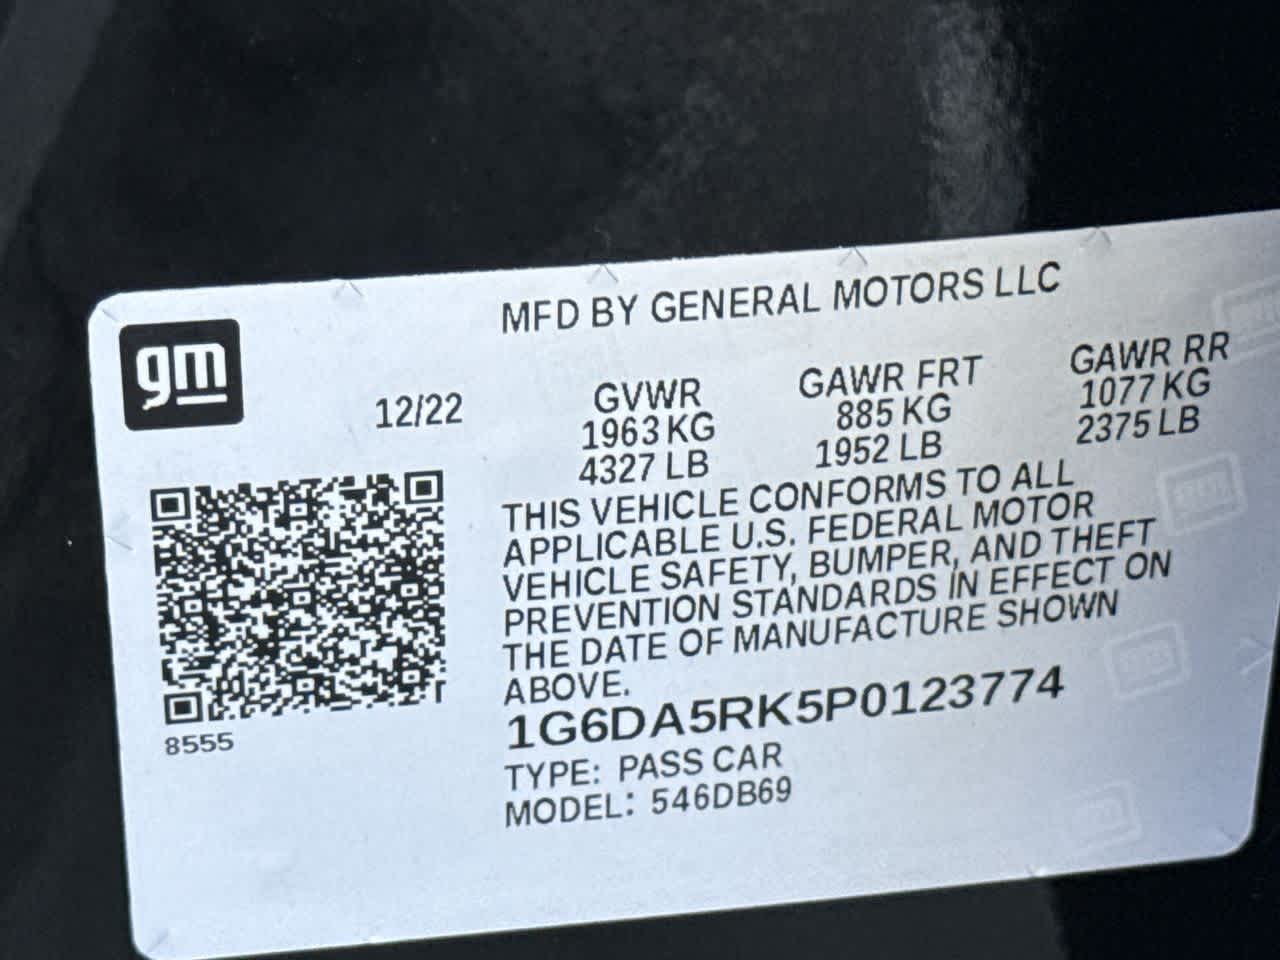 MFD BY GENERAL MOTORS LLC
gm
12/22
GVWR
1963 KG
4327 LB
GAWR FRT
885 KG
1952 LB
GAWR RR
1077 KG
2375 LB
THIS VEHICLE CONFORMS TO ALL
APPLICABLE U.S. FEDERAL MOTOR
VEHICLE SAFETY, BUMPER, AND THEFT
PREVENTION STANDARDS IN EFFECT ON
THE DATE OF MANUFACTURE SHOWN
ABOVE.
1G6DA5RK5P0123774
TYPE: PASS CAR
MODEL: 546DB69
8555